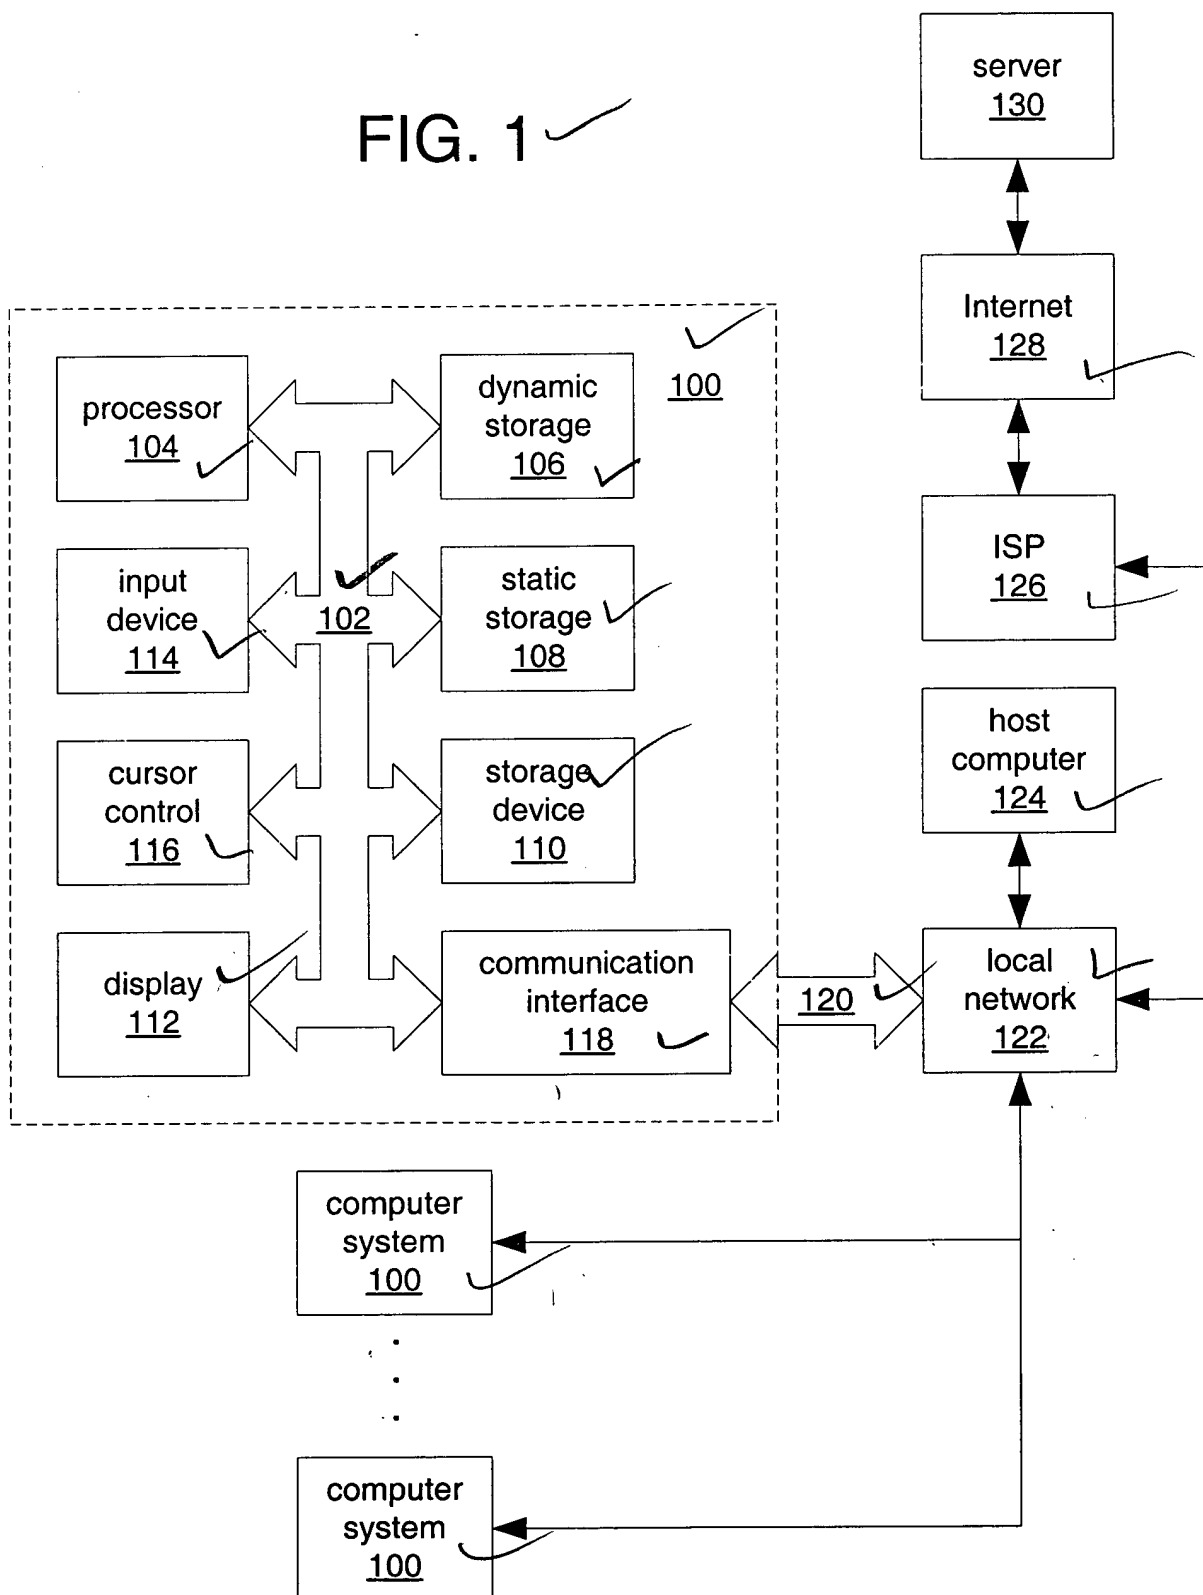 FIG. 1
server
130
Internet
128
100
processor
104
dynamic
storage
106
ISP
126
input
device
114
102
static
storage
108
host
computer
124
cursor
control
116
storage
device
110
display
112
communication
interface
118
120
local
network
122
computer
system
100
computer
system
100